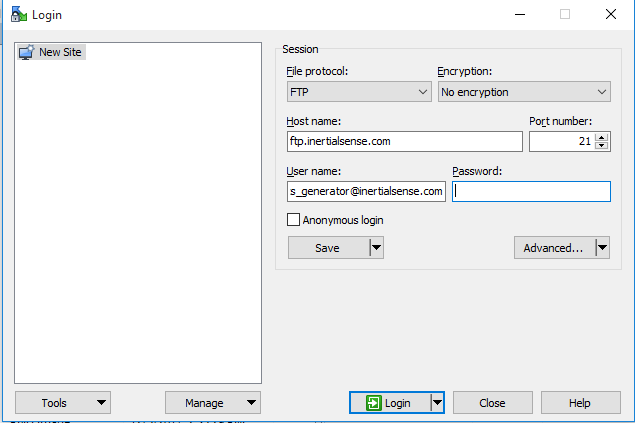 Login
New Site
Session
File protocol:
Encryption:
FTP
No encryption
Host name:
Port number:
ftp.inertialsense.com
21
User name:
Password:
s_generator@inertialsense.com
Anonymous login
Save
Advanced...
Tools
Manage
Login
Close
Help